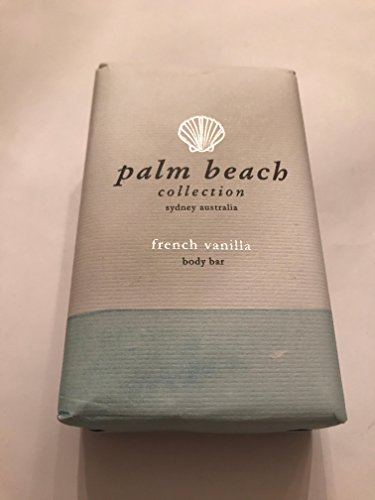 palm beach
collection
sydney australia
french vanilla
body bar